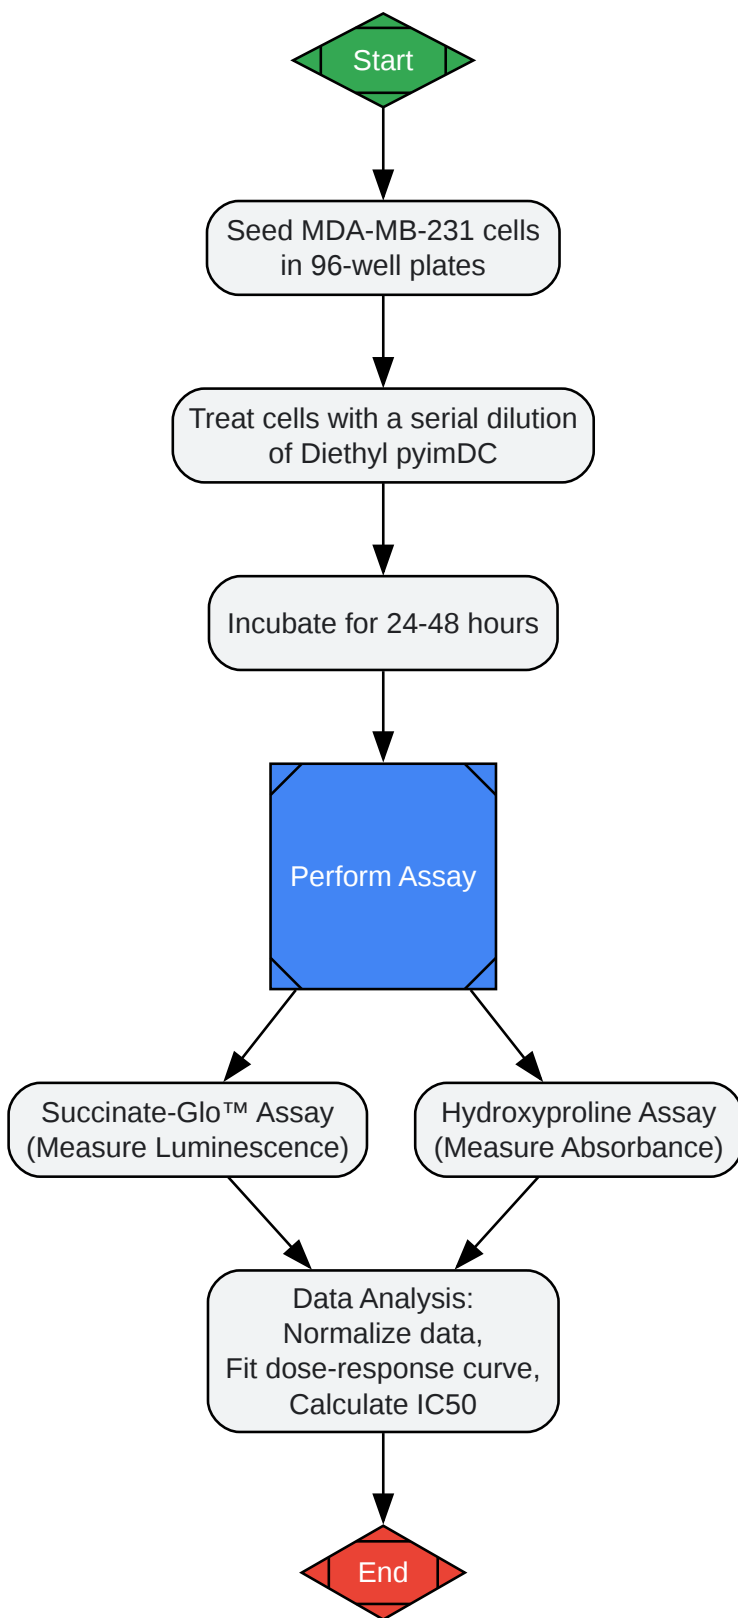 Start
Seed MDA-MB-231 cells
in 96-well plates
Treat cells with a serial dilution
of Diethyl pyimDC
Incubate for 24-48 hours
Perform Assay
Succinate-Glo™ Assay
(Measure Luminescence)
Hydroxyproline Assay
(Measure Absorbance)
Data Analysis:
Normalize data,
Fit dose-response curve,
Calculate IC50
End